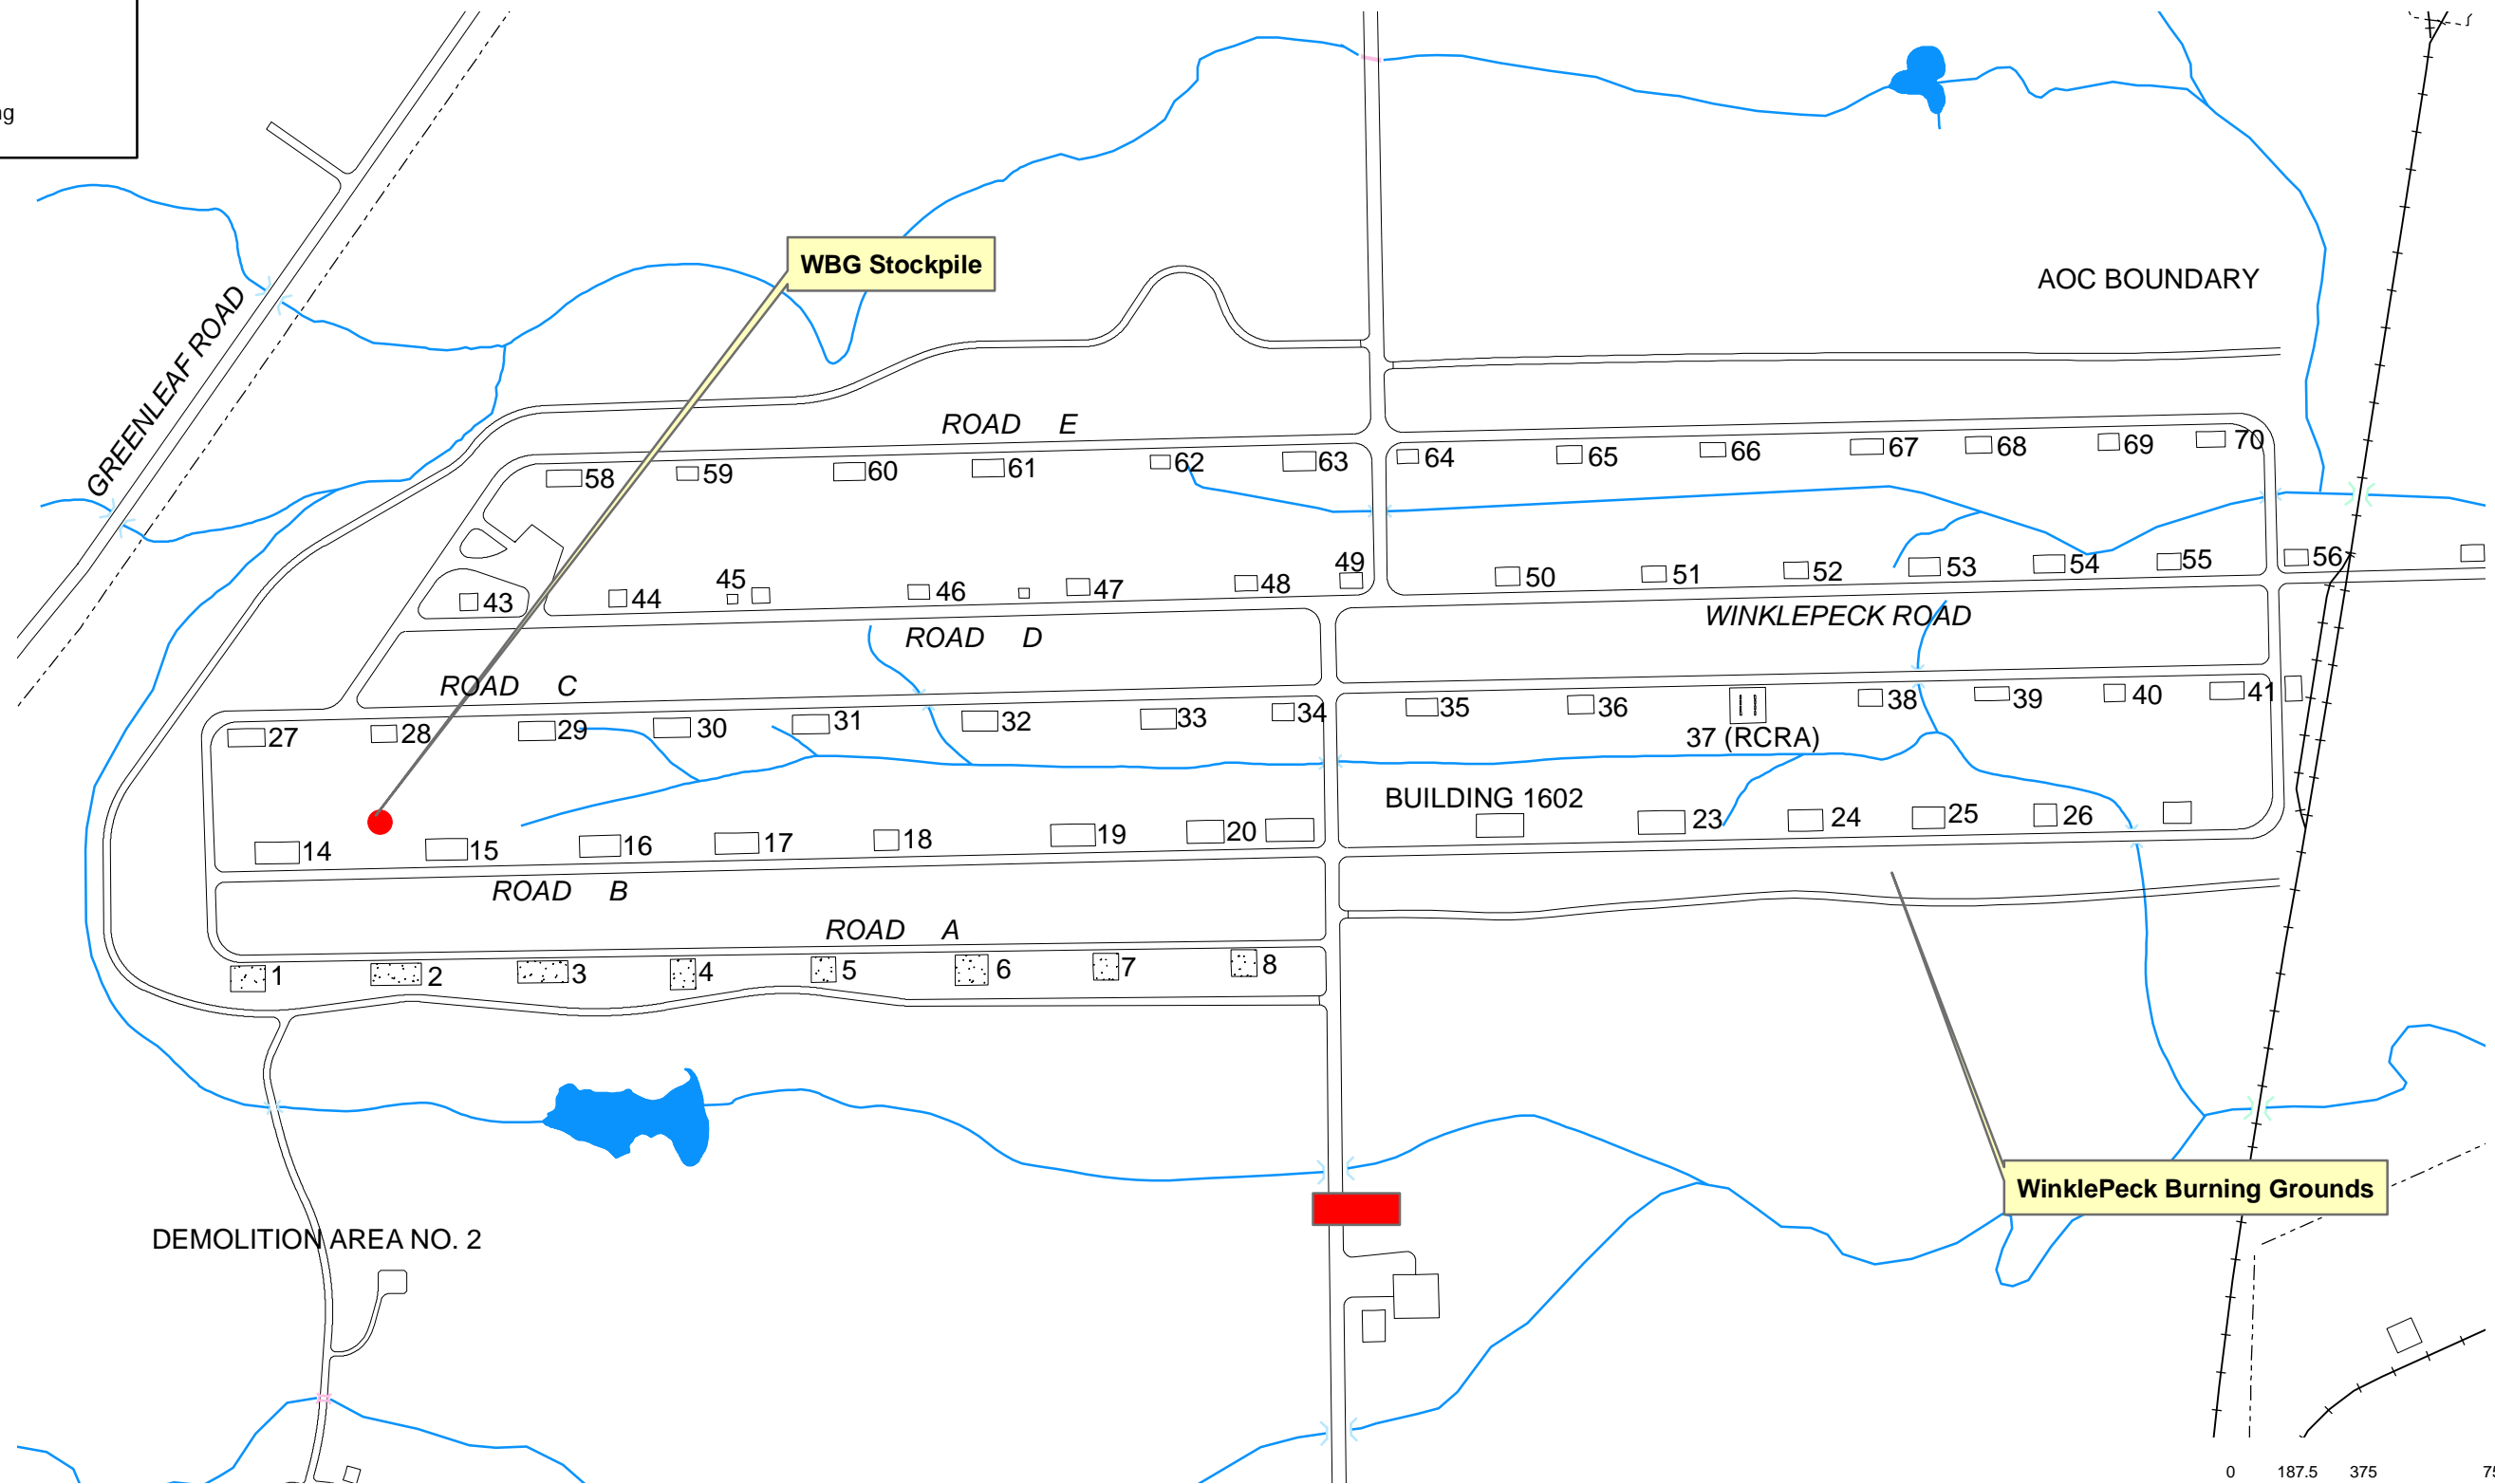 WBG Stockpile
AOC BOUNDARY
GREENLEAF ROAD
ROAD E
58 59 60 61 62 63 64 65 66 67 68 69 70
43 44 45 46 47 48 49 50 51 52 53 54 55 56
WINKLEPECK ROAD
ROAD D
ROAD C
27 28 29 30 31 32 33 34 35 36 38 39 40 41
37 (RCRA)
BUILDING 1602
14 15 16 17 18 19 20 23 24 25 26
ROAD B
ROAD A
1 2 3 4 5 6 7 8
WinklePeck Burning Grounds
DEMOLITION AREA NO. 2
0 187.5 375